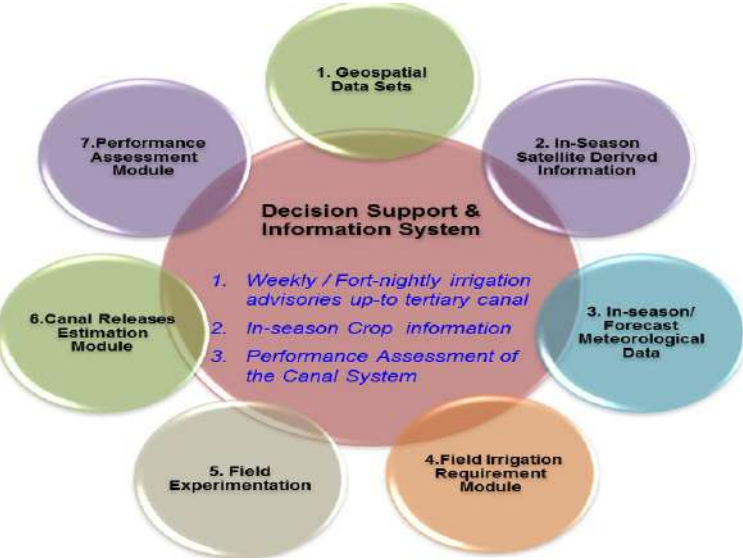 1. Geospatial
Data Sets
2. In-Season
Satellite Derived
Information
3. In-season/
Forecast
Meteorological
Data
4.Field Irrigation
Requirement
Module
5. Field
Experimentation
6.Canal Releases
Estimation
Module
7.Performance
Assessment
Module
Decision Support &
Information System
1. Weekly / Fort-nightly irrigation
advisories up-to tertiary canal
2. In-season Crop information
3. Performance Assessment of
the Canal System